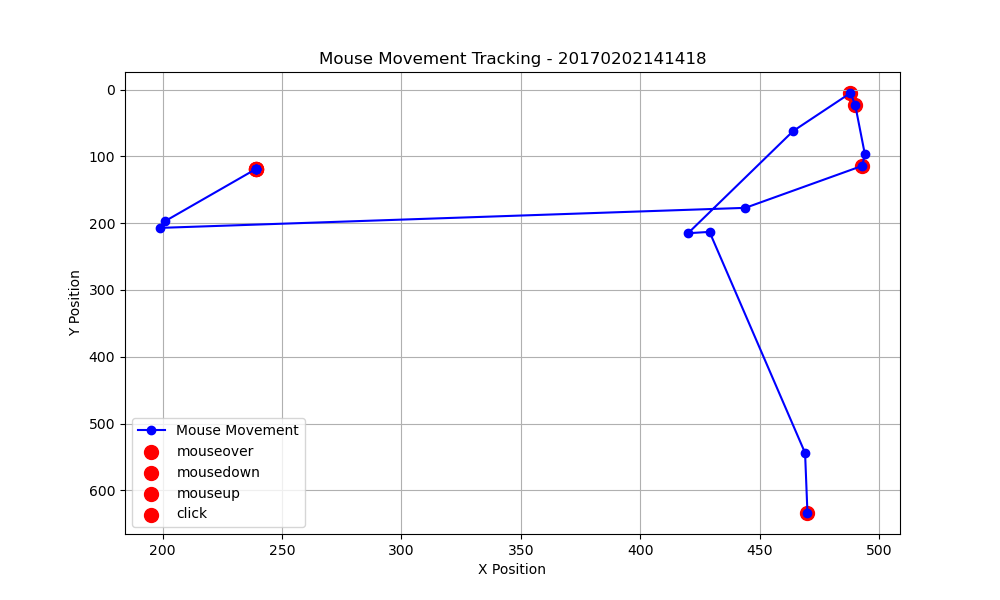 Mouse Movement Tracking - 20170202141418
0
100
200
300
400
500
600
Y Position
Mouse Movement
mouseover
mousedown
mouseup
click
200 250 300 350 400 450 500
X Position